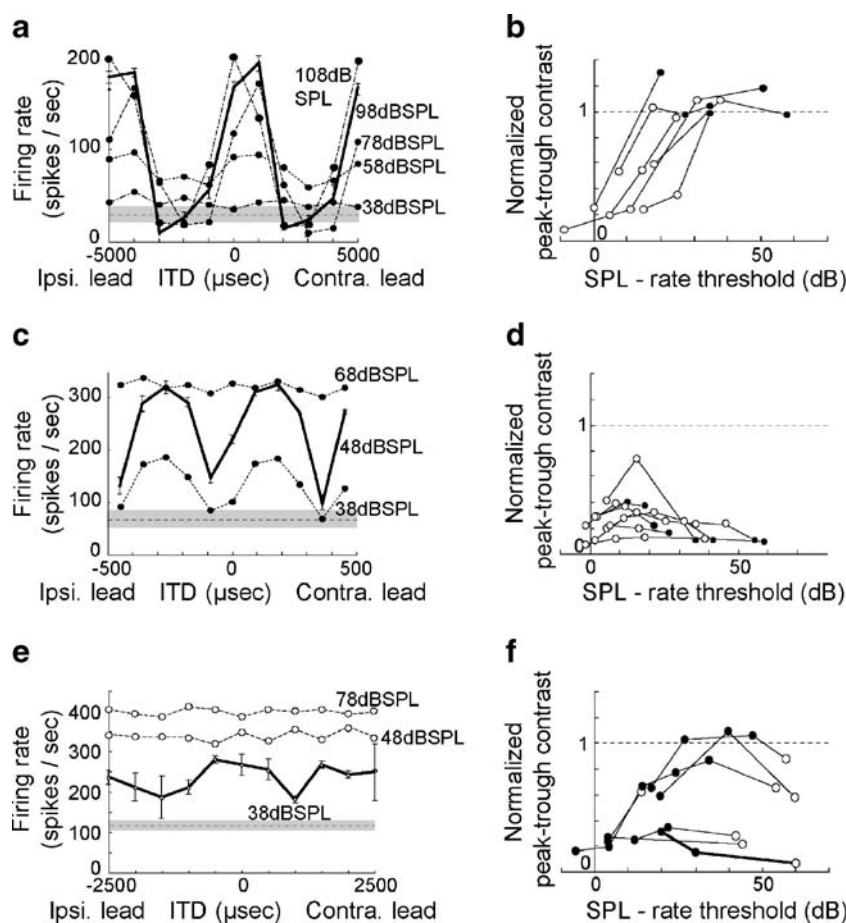 a
200
100
0
Firing rate
(spikes / sec)
108dB
SPL
98dBSPL
78dBSPL
58dBSPL
38dBSPL
-5000 0 5000
Ipsi. lead ITD (µsec) Contra. lead
b
1
0
Normalized
peak-trough contrast
0 50
SPL - rate threshold (dB)
c
300
200
100
0
Firing rate
(spikes / sec)
68dBSPL
48dBSPL
38dBSPL
-500 0 500
Ipsi. lead ITD (µsec) Contra. lead
d
1
0
Normalized
peak-trough contrast
0 50
SPL - rate threshold (dB)
e
400
300
200
100
0
Firing rate
(spikes / sec)
78dBSPL
48dBSPL
38dBSPL
-2500 0 2500
Ipsi. lead ITD (µsec) Contra. lead
f
1
0
Normalized
peak-trough contrast
0 60
SPL - rate threshold (dB)